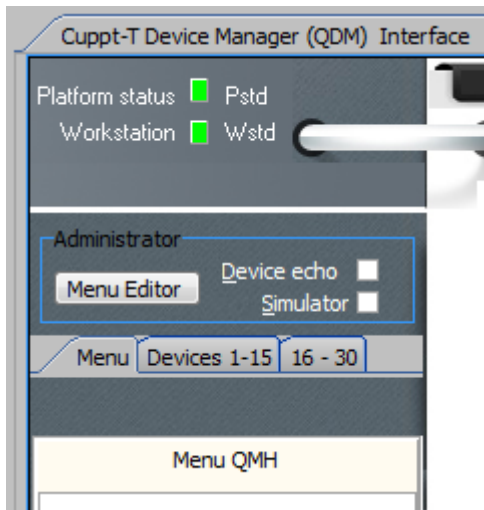 Cuppt-T Device Manager (QDM) Interface
Platform status Pstd
Workstation Wstd
Administrator
Menu Editor Device echo
Simulator
Menu Devices 1-15 16 - 30
Menu QMH